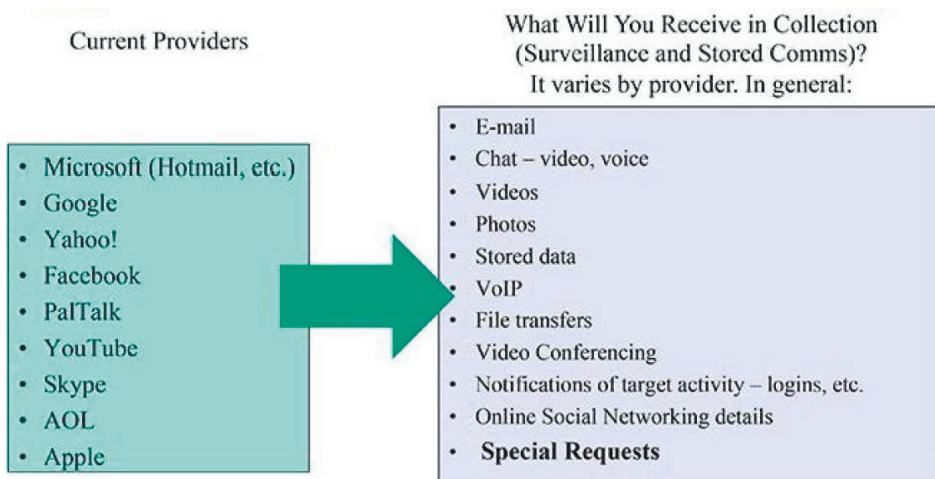 Current Providers
What Will You Receive in Collection
(Surveillance and Stored Comms)?
It varies by provider. In general:
• Microsoft (Hotmail, etc.)
• Google
• Yahoo!
• Facebook
• PalTalk
• YouTube
• Skype
• AOL
• Apple
• E-mail
• Chat – video, voice
• Videos
• Photos
• Stored data
• VoIP
• File transfers
• Video Conferencing
• Notifications of target activity – logins, etc.
• Online Social Networking details
• Special Requests